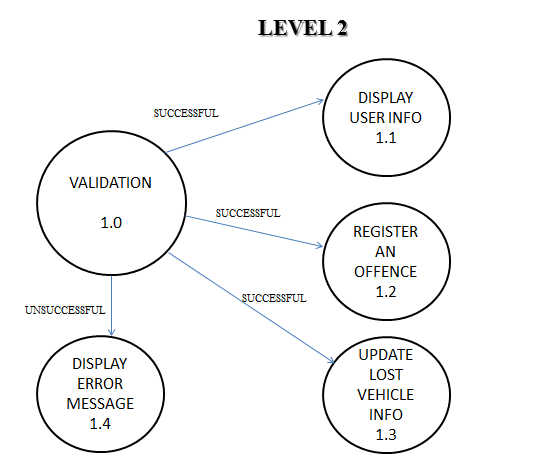 LEVEL 2
SUCCESSFUL
DISPLAY
USER INFO
1.1
VALIDATION
1.0
SUCCESSFUL
REGISTER
AN
OFFENCE
1.2
SUCCESSFUL
UNSUCCESSFUL
DISPLAY
ERROR
MESSAGE
1.4
UPDATE
LOST
VEHICLE
INFO
1.3